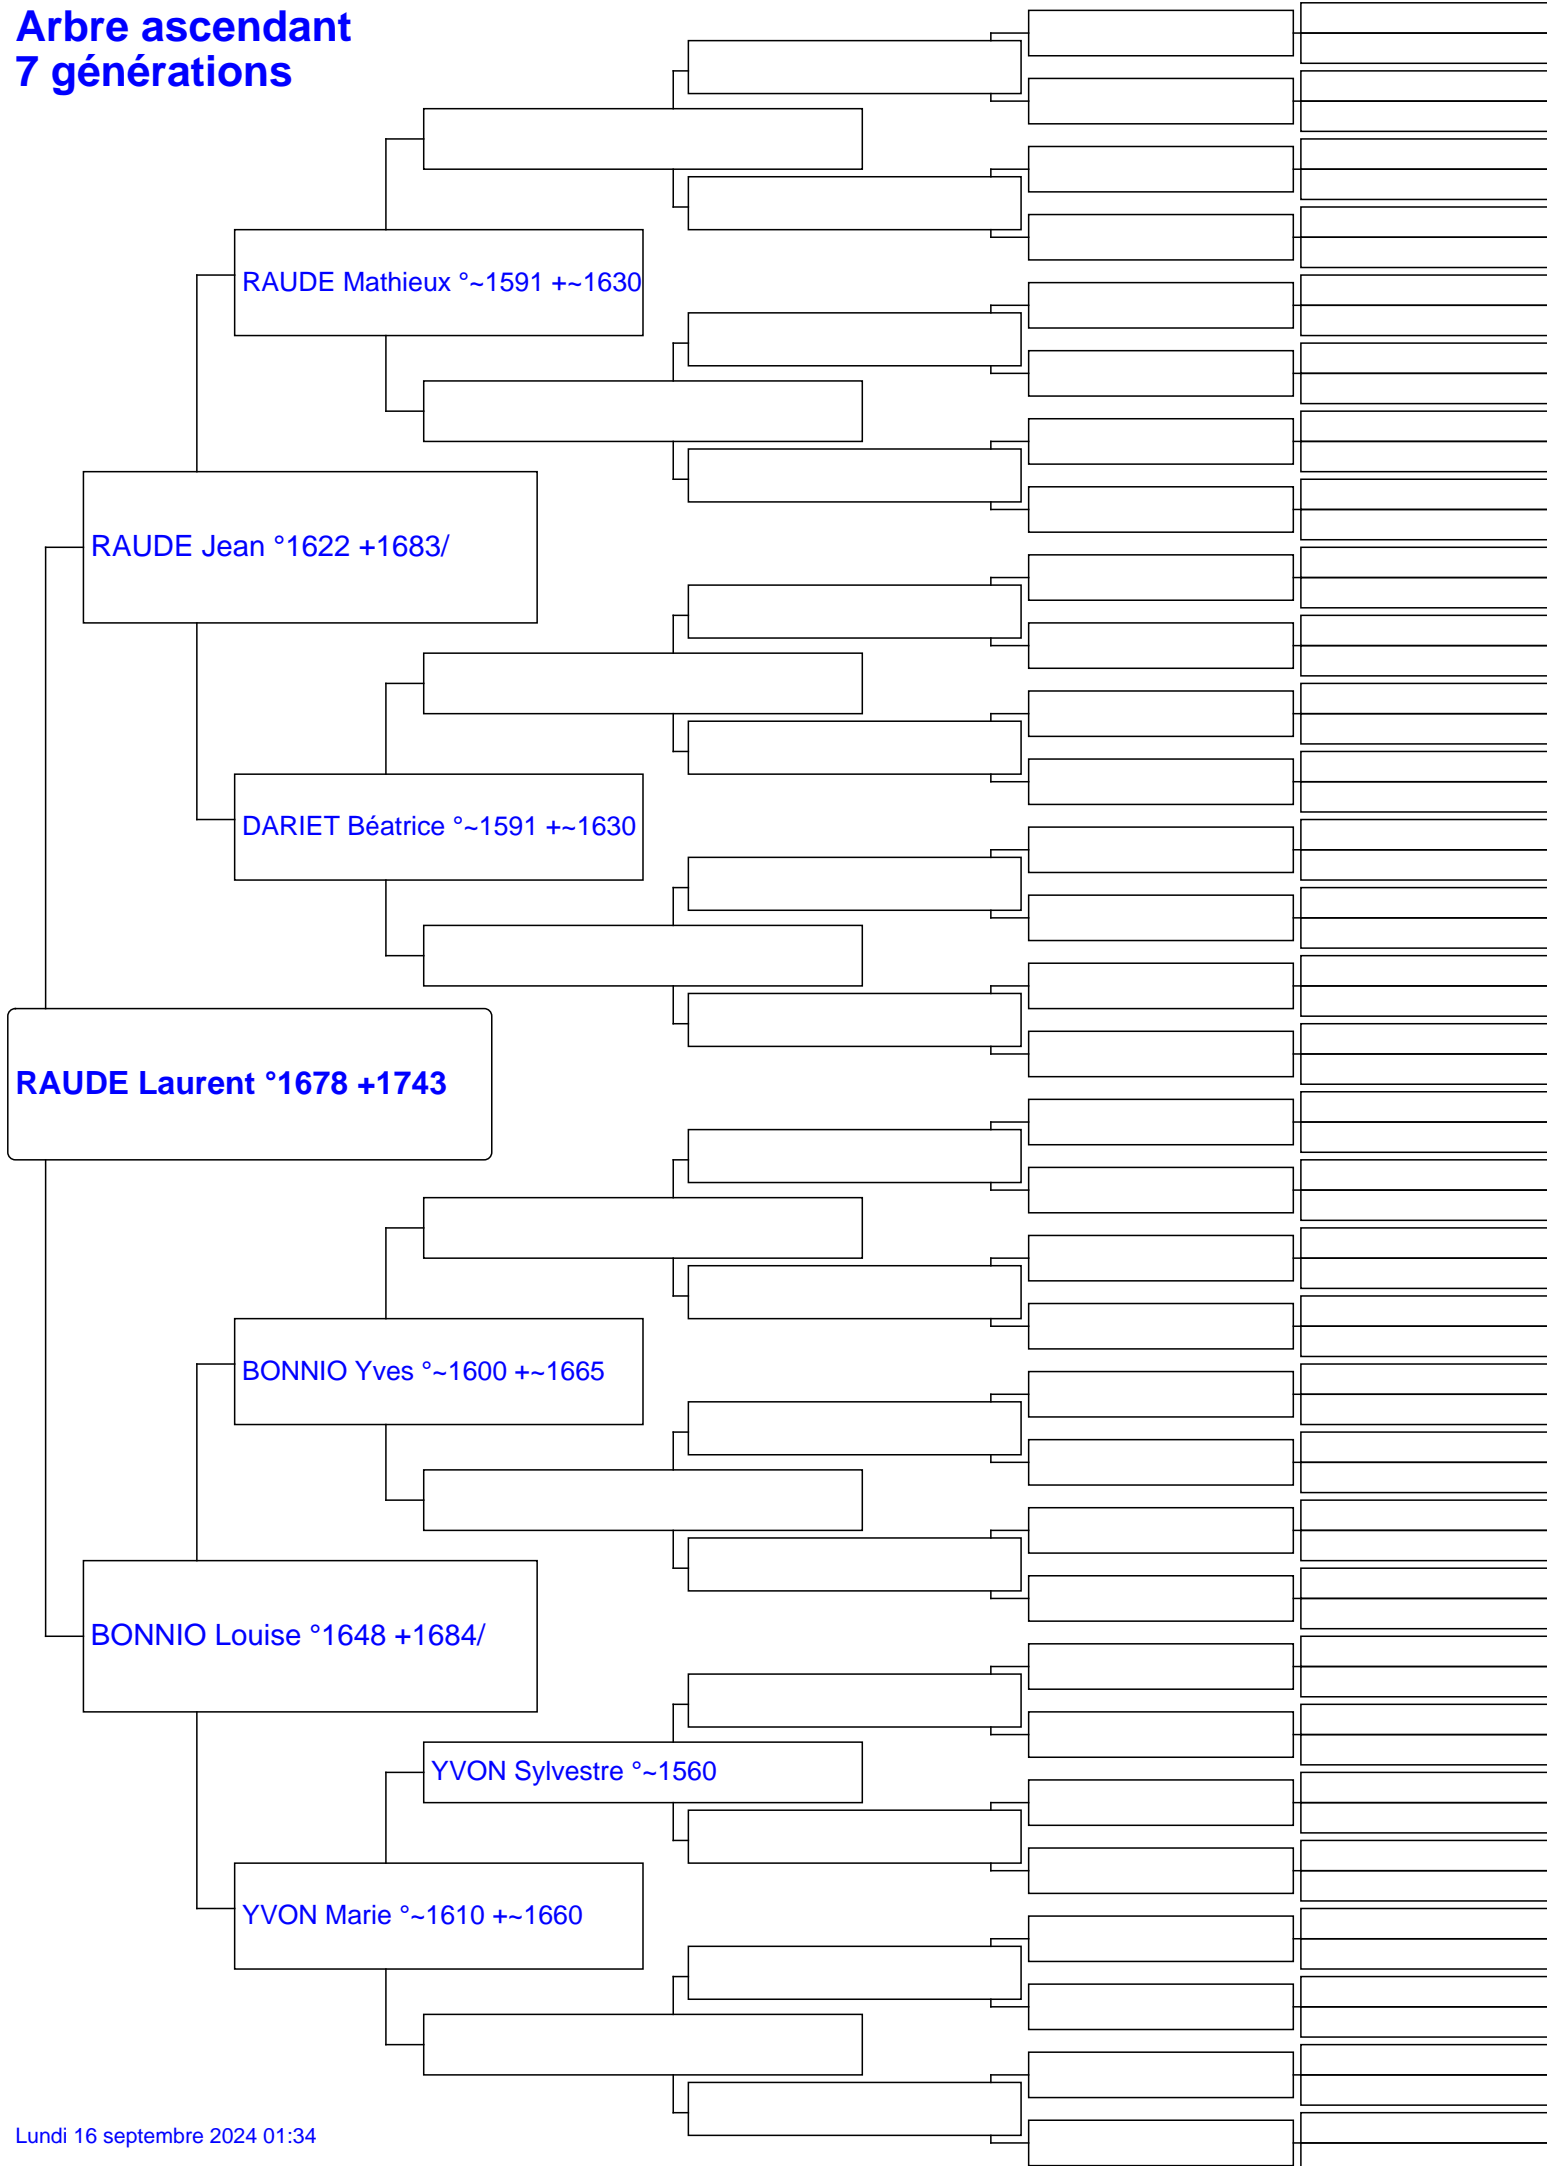 Arbre ascendant
7 générations
RAUDE Mathieux °~1591 +~1630
RAUDE Jean °1622 +1683/
DARIET Béatrice °~1591 +~1630
RAUDE Laurent °1678 +1743
BONNIO Yves °~1600 +~1665
BONNIO Louise °1648 +1684/
YVON Sylvestre °~1560
YVON Marie °~1610 +~1660
Lundi 16 septembre 2024 01:34